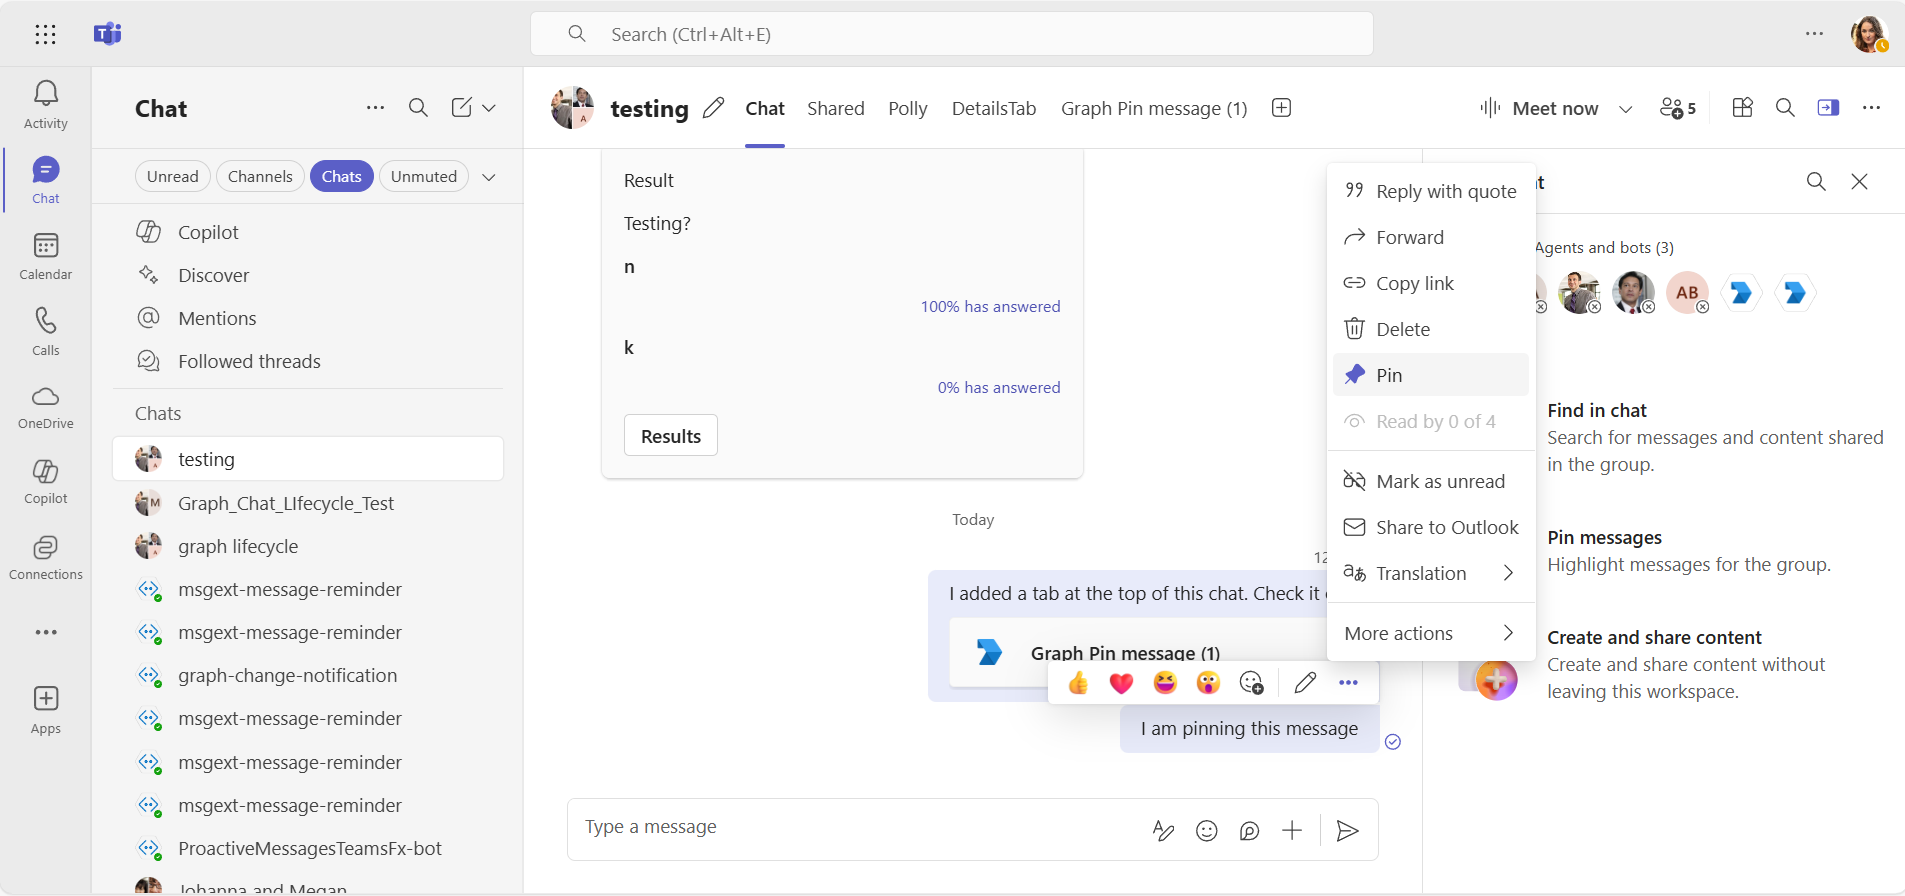 Search (Ctrl+Alt+E)
Activity
Chat
Calendar
Calls
OneDrive
Copilot
Connections
Apps
Chat
Unread
Channels
Chats
Unmuted
Copilot
Discover
Mentions
Followed threads
Chats
testing
Graph_Chat_LIfecycle_Test
M
graph lifecycle
msgext-message-reminder
msgext-message-reminder
graph-change-notification
msgext-message-reminder
msgext-message-reminder
msgext-message-reminder
ProactiveMessagesTeamsFx-bot
Johanna and Megan
A
testing
Chat
Shared
Polly
DetailsTab
Graph Pin message (1)
Meet now
5
Result
Testing?
n
100% has answered
k
0% has answered
Results
Today
12
I added a tab at the top of this chat. Check it
Graph Pin message (1)
I am pinning this message
Type a message
Reply with quote
Forward
Copy link
Delete
Pin
Read by 0 of 4
Mark as unread
Share to Outlook
Translation
More actions
Agents and bots (3)
AB
Find in chat
Search for messages and content shared
in the group.
Pin messages
Highlight messages for the group.
Create and share content
Create and share content without
leaving this workspace.